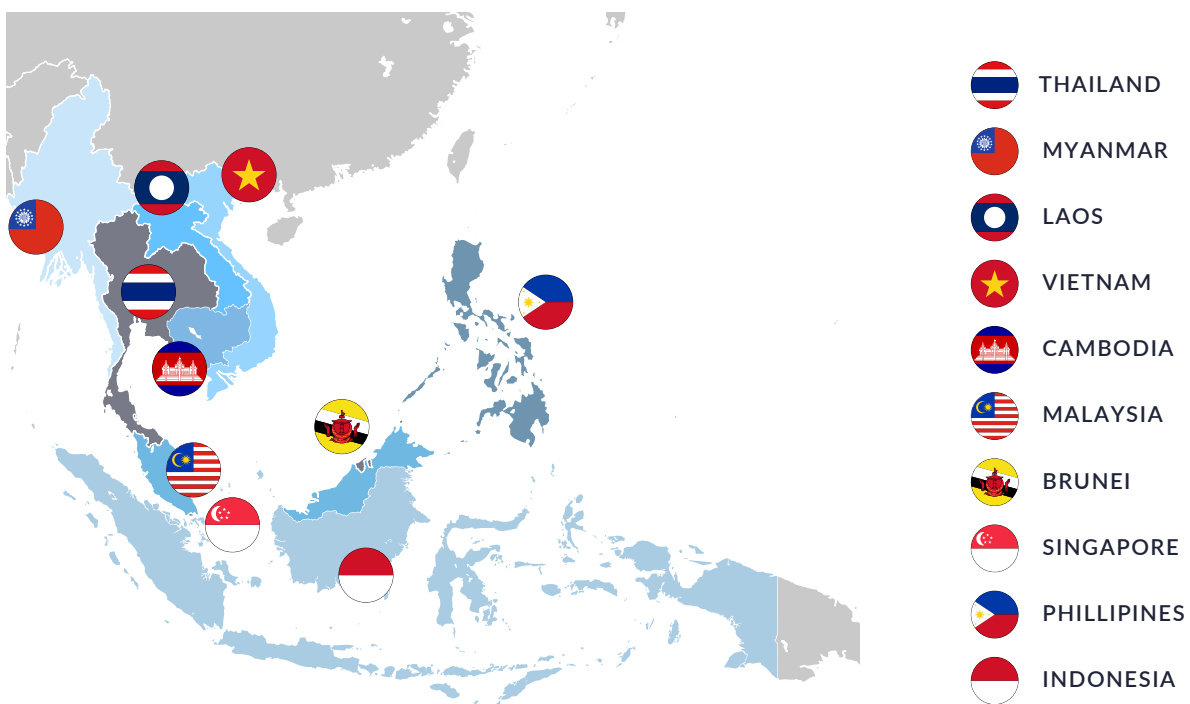 THAILAND
MYANMAR
LAOS
VIETNAM
CAMBODIA
MALAYSIA
BRUNEI
SINGAPORE
PHILLIPINES
INDONESIA